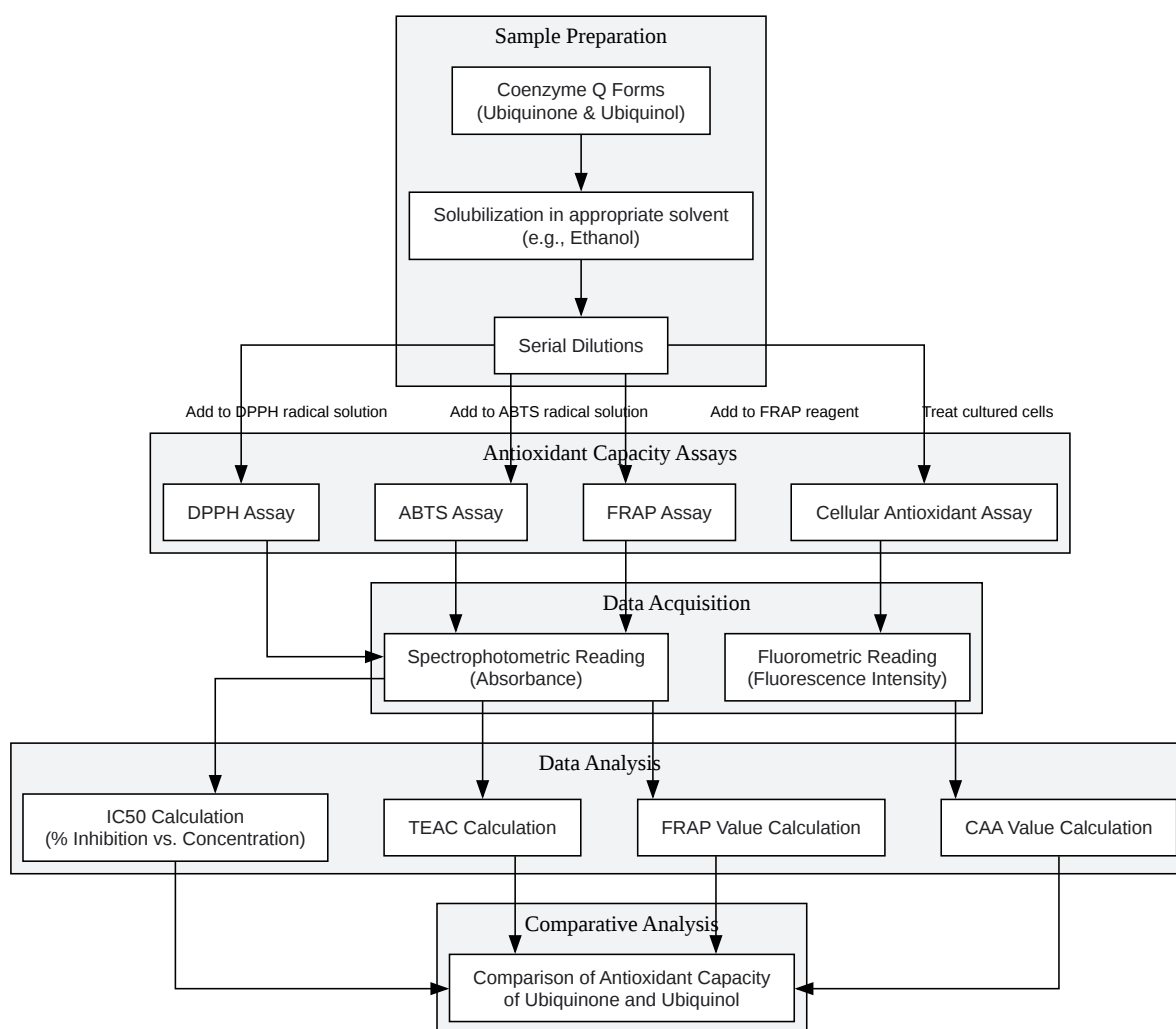 Sample Preparation
Coenzyme Q Forms
(Ubiquinone & Ubiquinol)
Solubilization in appropriate solvent
(e.g., Ethanol)
Serial Dilutions
Add to DPPH radical solution
Add to ABTS radical solution
Add to FRAP reagent
Treat cultured cells
Antioxidant Capacity Assays
DPPH Assay
ABTS Assay
FRAP Assay
Cellular Antioxidant Assay
Data Acquisition
Spectrophotometric Reading
(Absorbance)
Fluorometric Reading
(Fluorescence Intensity)
Data Analysis
IC50 Calculation
(% Inhibition vs. Concentration)
TEAC Calculation
FRAP Value Calculation
CAA Value Calculation
Comparative Analysis
Comparison of Antioxidant Capacity
of Ubiquinone and Ubiquinol